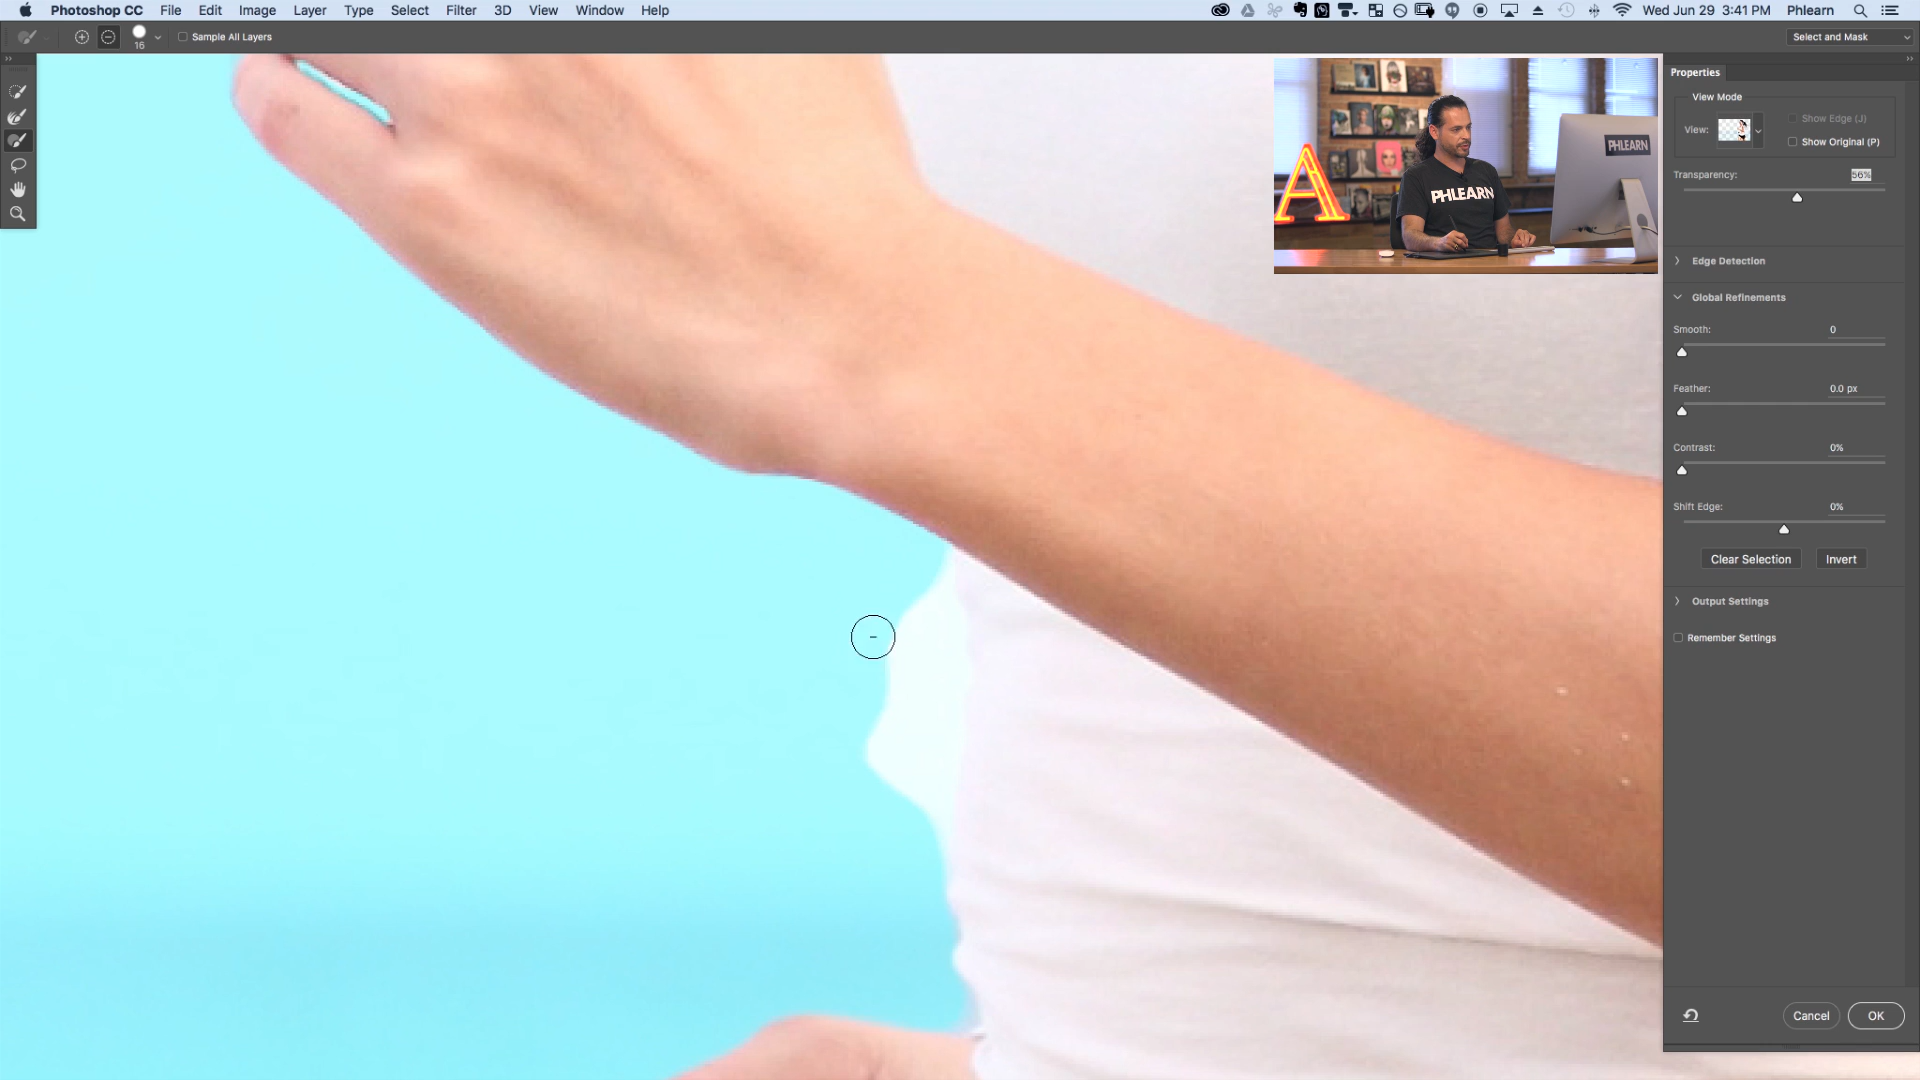 Photoshop CC File Edit Image Layer Type Select Filter 3D View Window Help Wed Jun 29 3:41 PM Phlearn
16 Sample All Layers Select and Mask
Properties
View Mode
View: Show Edge (J)
Show Original (P)
Transparency: 56%
Edge Detection
Global Refinements
Smooth: 0
Feather: 0.0 px
Contrast: 0%
Shift Edge: 0%
Clear Selection Invert
Output Settings
Remember Settings
Cancel OK
PHLEARN
PHLEARN
A